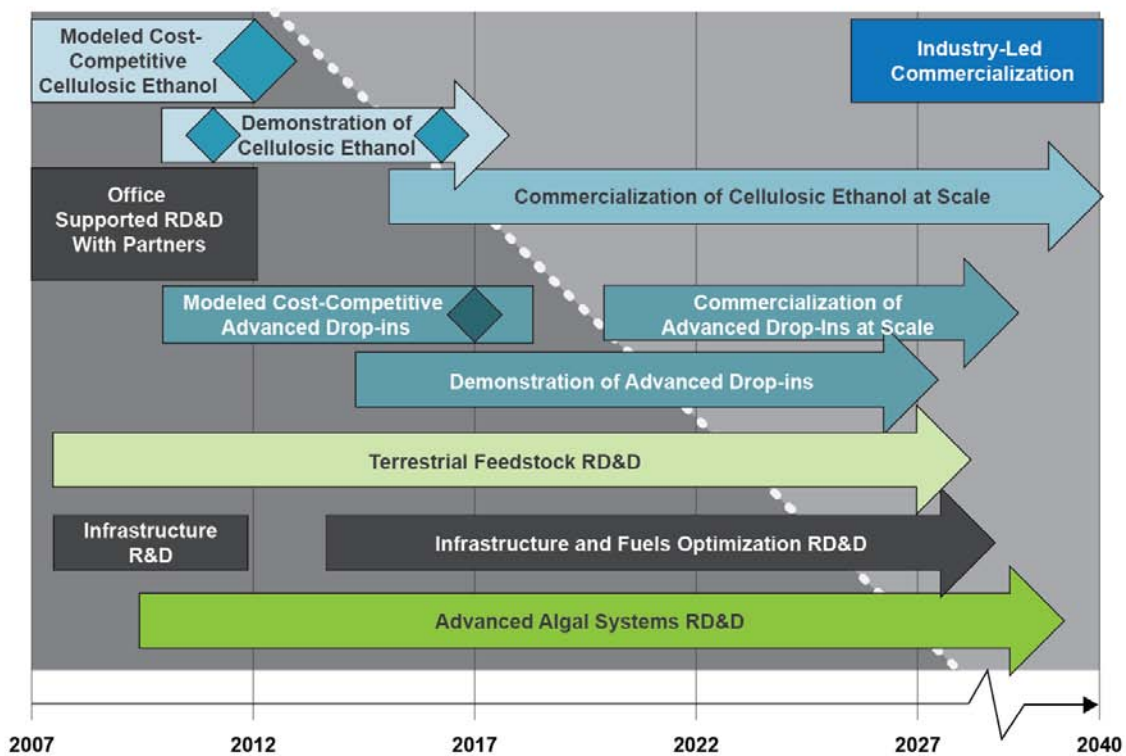 Modeled Cost-
Competitive
Cellulosic Ethanol
Industry-Led
Commercialization
Demonstration of
Cellulosic Ethanol
Office
Supported RD&D
With Partners
Commercialization of Cellulosic Ethanol at Scale
Modeled Cost-Competitive
Advanced Drop-ins
Commercialization of
Advanced Drop-Ins at Scale
Demonstration of Advanced Drop-ins
Terrestrial Feedstock RD&D
Infrastructure
R&D
Infrastructure and Fuels Optimization RD&D
Advanced Algal Systems RD&D
2007 2012 2017 2022 2027 2040